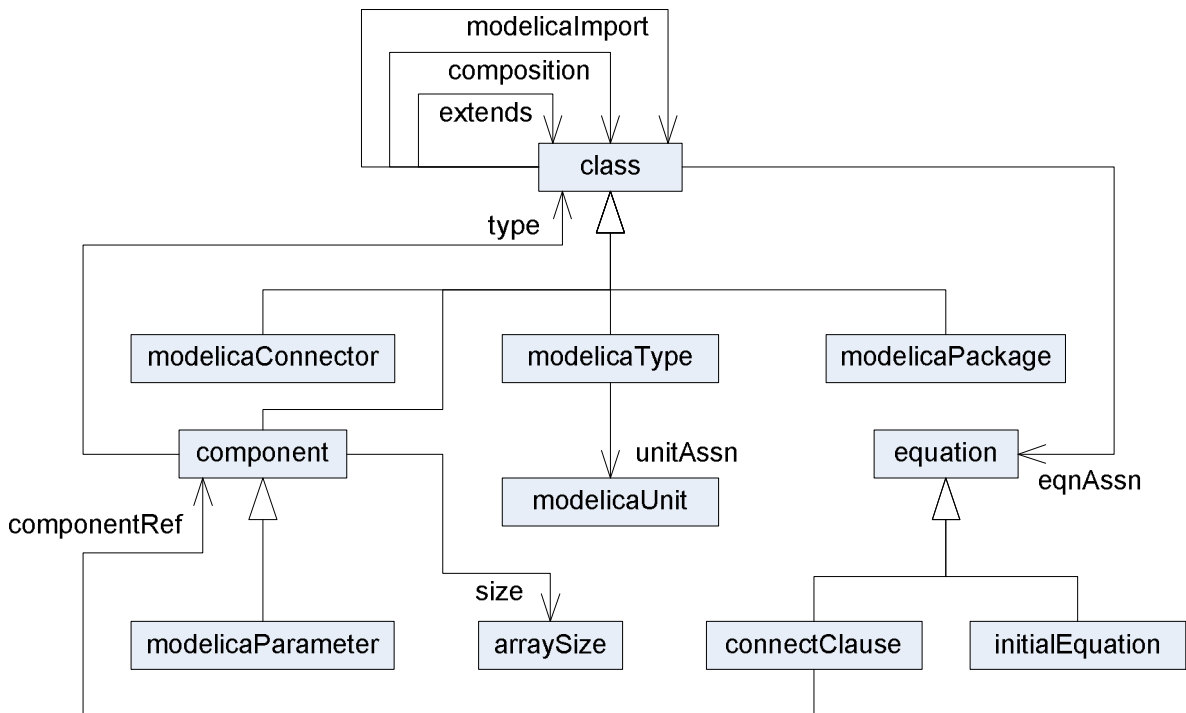 modelicaImport
composition
extends
class
type
modelicaConnector
modelicaType
modelicaPackage
component
unitAssn
equation
eqnAssn
modelicaUnit
componentRef
size
modelicaParameter
arraySize
connectClause
initialEquation